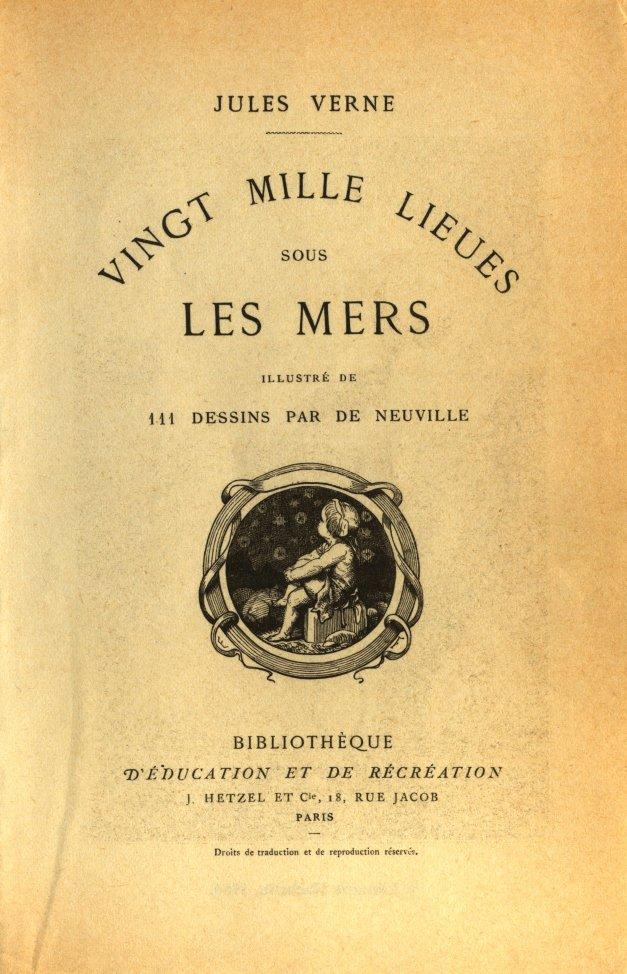 JULES VERNE
VINGT MILLE LIEUES
SOUS
LES MERS
ILLUSTRÉ DE
111 DESSINS PAR DE NEUVILLE
BIBLIOTHÈQUE
D'ÉDUCATION ET DE RÉCRÉATION
J. HETZEL ET Cie, 18, RUE JACOB
PARIS
Droits de traduction et de reproduction réservés.